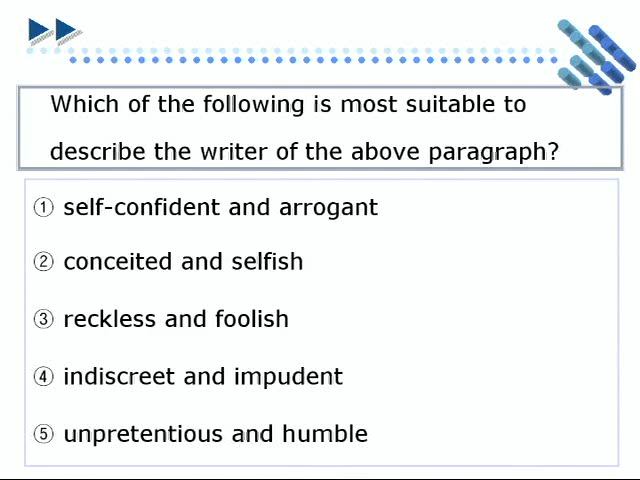 Which of the following is most suitable to
describe the writer of the above paragraph?
① self-confident and arrogant
② conceited and selfish
③ reckless and foolish
④ indiscreet and impudent
⑤ unpretentious and humble